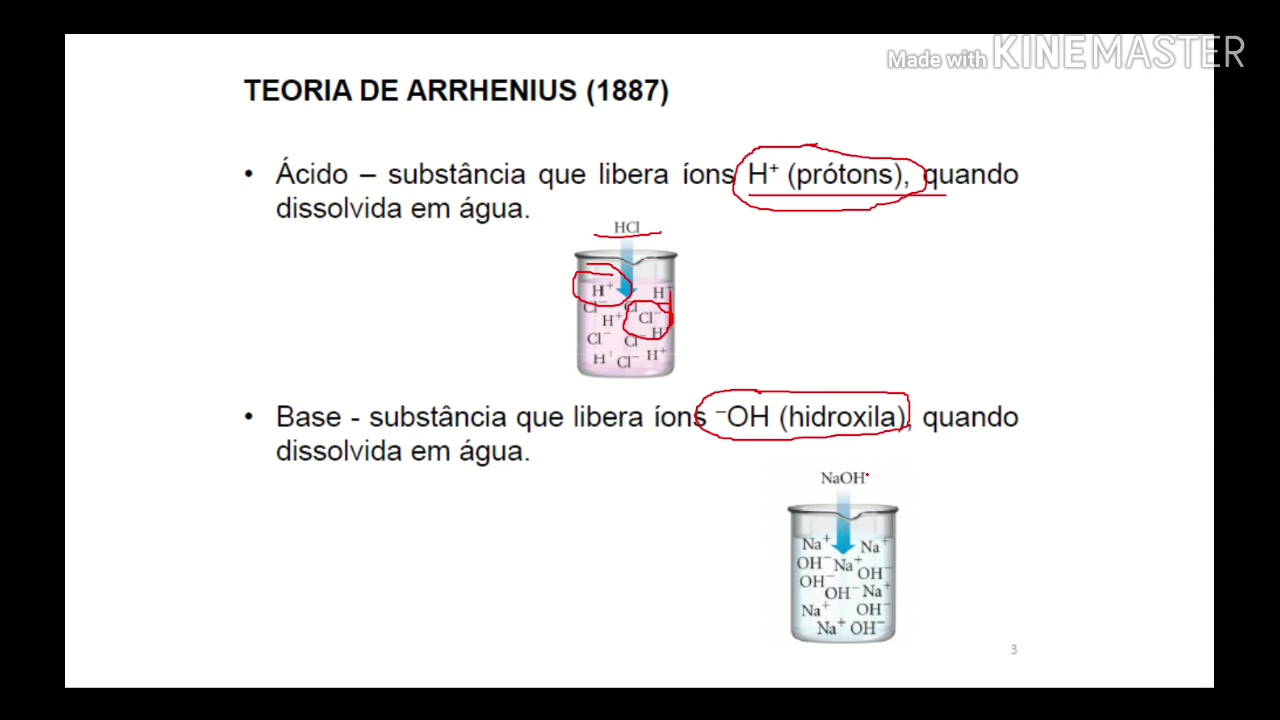 Made with KINEMASTER
TEORIA DE ARRHENIUS (1887)
• Ácido – substância que libera íons H⁺ (prótons), quando
dissolvida em água.
HCl
H⁺ H⁺
Cl⁻ Cl
H⁺ Cl⁻
H
Cl⁻ Cl⁻
H⁺ Cl⁻ H⁺
• Base - substância que libera íons ⁻OH (hidroxila), quando
dissolvida em água.
NaOH
Na⁺ Na⁺
OH⁻ Na⁺ OH⁻
OH⁻
OH⁻ Na⁺
Na⁺ OH⁻
Na⁺ OH⁻
3